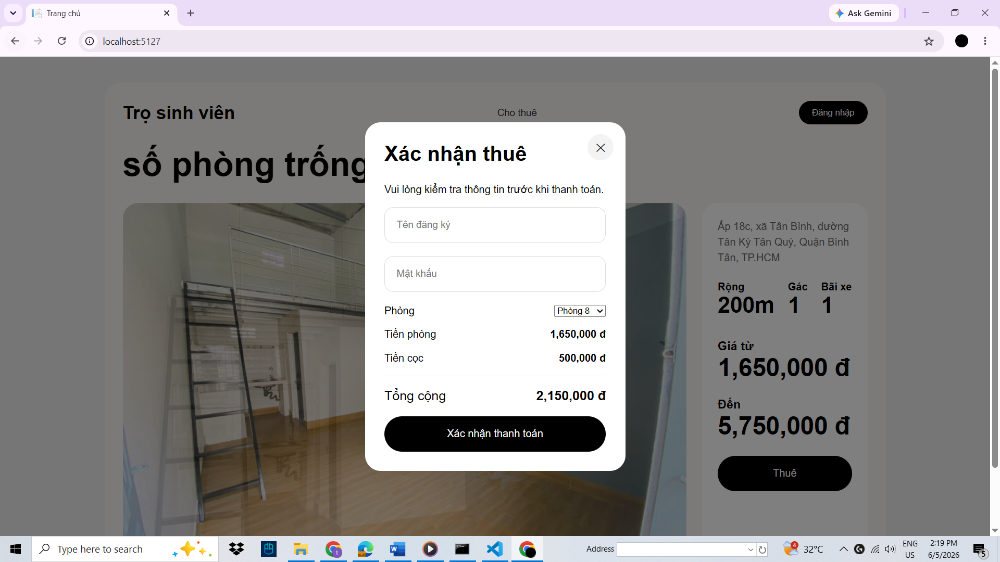 Trang chủ
Ask Gemini
localhost:5127
Trọ sinh viên
Cho thuê
Đăng nhập
số phòng trống
Xác nhận thuê
Vui lòng kiểm tra thông tin trước khi thanh toán.
Tên đăng ký
Mật khẩu
Phòng
Phòng 8
Tiền phòng
1,650,000 đ
Tiền cọc
500,000 đ
Tổng cộng
2,150,000 đ
Xác nhận thanh toán
Ấp 18c, xã Tân Bình, đường
Tân Kỳ Tân Quý, Quận Bình
Tân, TP.HCM
Rộng
Gác
Bãi xe
200m
1
1
Giá từ
1,650,000 đ
Đến
5,750,000 đ
Thuê
Type here to search
Address
4
32°C
ENG
US
2:19 PM
6/5/2026
5